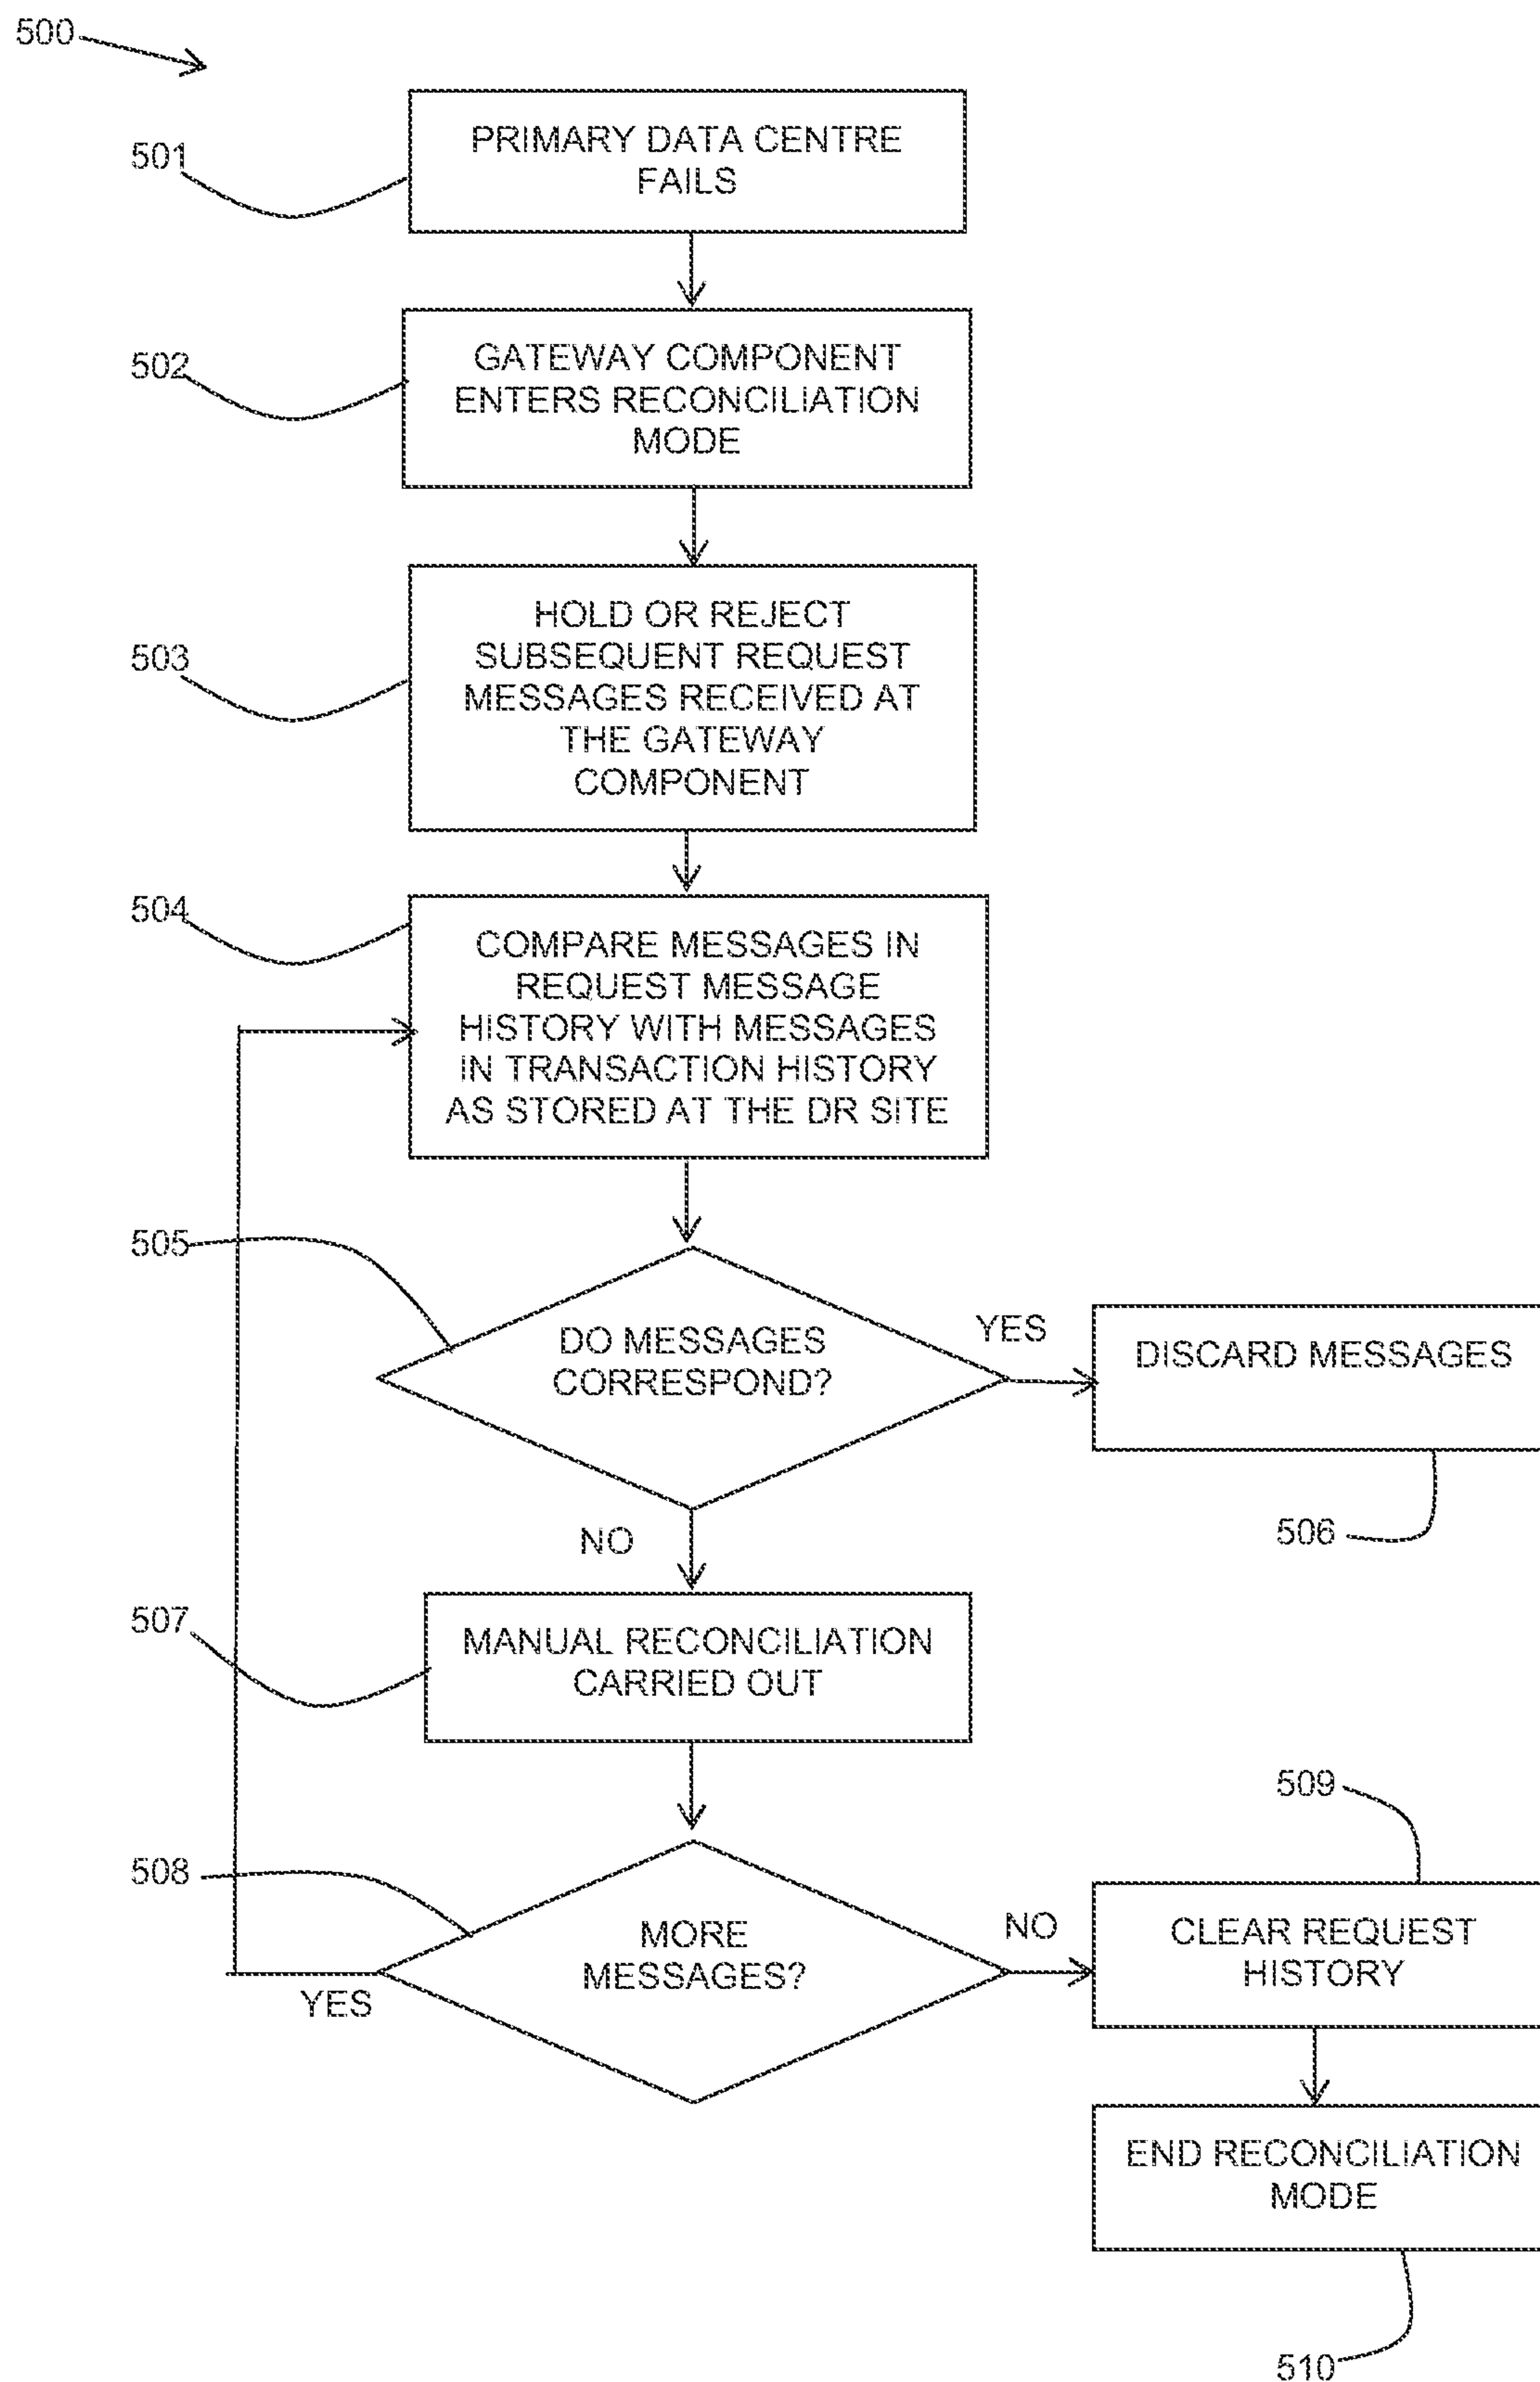 500
501
PRIMARY DATA CENTRE
FAILS
502
GATEWAY COMPONENT
ENTERS RECONCILIATION
MODE
503
HOLD OR REJECT
SUBSEQUENT REQUEST
MESSAGES RECEIVED AT
THE GATEWAY
COMPONENT
504
COMPARE MESSAGES IN
REQUEST MESSAGE
HISTORY WITH MESSAGES
IN TRANSACTION HISTORY
AS STORED AT THE DR SITE
505
DO MESSAGES
CORRESPOND?
YES
DISCARD MESSAGES
506
NO
507
MANUAL RECONCILIATION
CARRIED OUT
508
MORE
MESSAGES?
YES
NO
509
CLEAR REQUEST
HISTORY
END RECONCILIATION
MODE
510